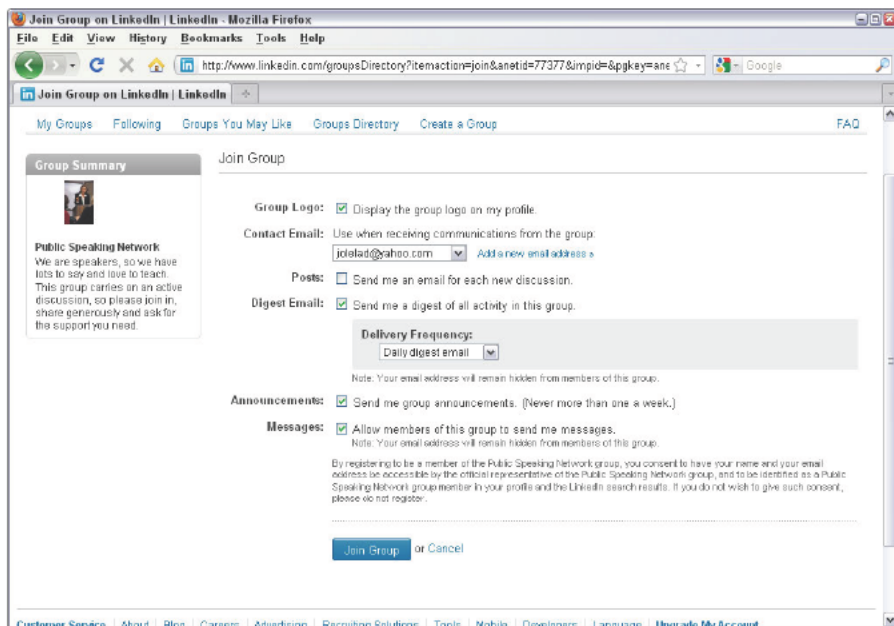 Join Group on LinkedIn | LinkedIn - Mozilla Firefox
File Edit View History Bookmarks Tools Help
http://www.linkedin.com/groupsDirectory?itemaction=join&anetid=77377&impid=&pgkey=ane
Google
Join Group on LinkedIn | LinkedIn
My Groups Following Groups You May Like Groups Directory Create a Group FAQ
Group Summary
Public Speaking Network
We are speakers, so we have
lots to say and love to teach.
This group carries on an active
discussion, so please join in,
share generously and ask for
the support you need.
Join Group
Group Logo: Display the group logo on my profile.
Contact Email: Use when receiving communications from the group:
jolelad@yahoo.com Add a new email address »
Posts: Send me an email for each new discussion.
Digest Email: Send me a digest of all activity in this group.
Delivery Frequency:
Daily digest email
Note: Your email address will remain hidden from members of this group.
Announcements: Send me group announcements. (Never more than one a week.)
Messages: Allow members of this group to send me messages.
Note: Your email address will remain hidden from members of this group.
By registering to be a member of the Public Speaking Network group, you consent to have your name and your email
address be accessible by the official representative of the Public Speaking Network group, and to be identified as a Public
Speaking Network group member in your profile and the LinkedIn search results. If you do not wish to give such consent,
please do not register.
Join Group or Cancel
Customer Service | About | Blog | Careers | Advertising | Recruiting Solutions | Tools | Mobile | Developers | Language | Upgrade My Account